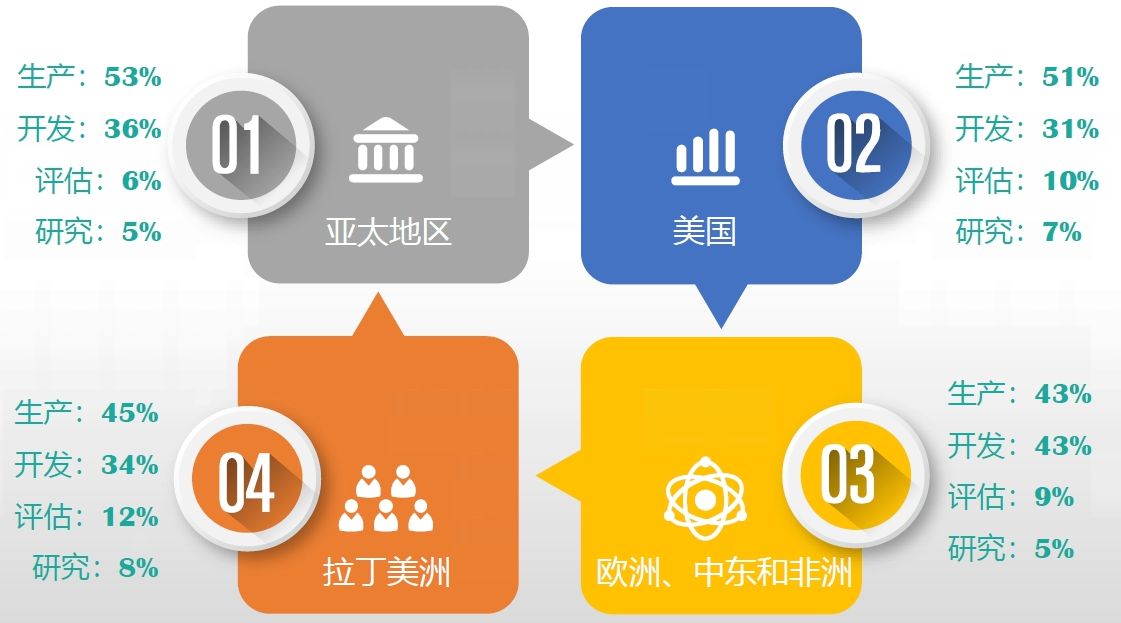 生产：53%
开发：36%
评估：6%
研究：5%
01
亚太地区
02
美国
生产：51%
开发：31%
评估：10%
研究：7%
生产：45%
开发：34%
评估：12%
研究：8%
04
拉丁美洲
03
欧洲、中东和非洲
生产：43%
开发：43%
评估：9%
研究：5%